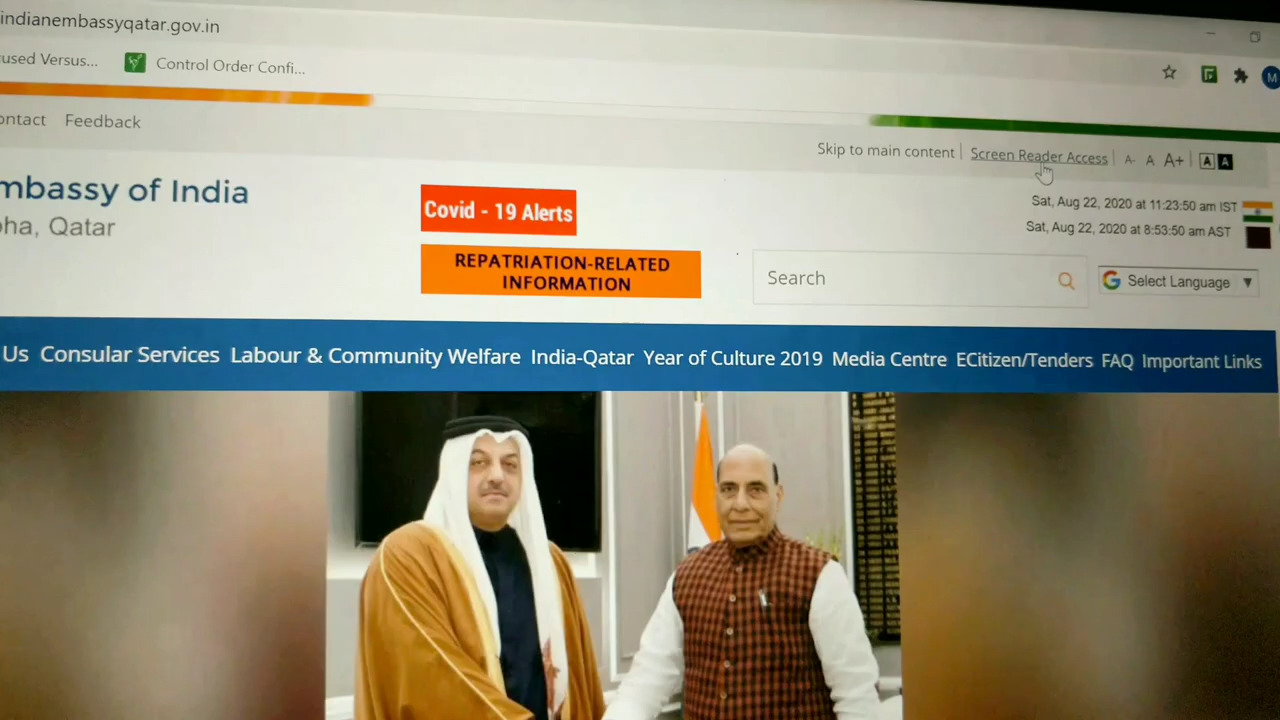 indianembassyqatar.gov.in
used Versus... Control Order Confi...
M
ontact Feedback
Skip to main content | Screen Reader Access | A- A A+ | A A
mbassy of India
oha, Qatar
Covid - 19 Alerts
REPATRIATION-RELATED
INFORMATION
Sat, Aug 22, 2020 at 11:23:50 am IST
Sat, Aug 22, 2020 at 8:53:50 am AST
Search
G Select Language ▼
Us Consular Services Labour & Community Welfare India-Qatar Year of Culture 2019 Media Centre ECitizen/Tenders FAQ Important Links